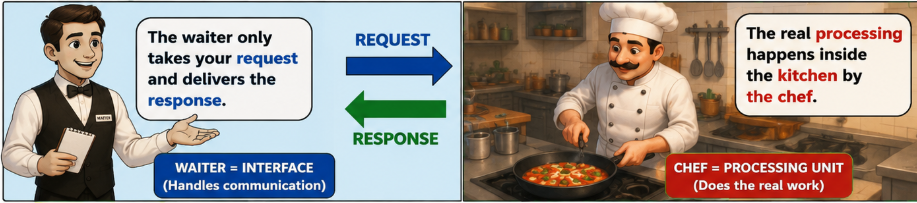 The waiter only
takes your request
and delivers the
response.
WAITER
REQUEST
RESPONSE
WAITER = INTERFACE
(Handles communication)
The real processing
happens inside
the kitchen by
the chef.
CHEF = PROCESSING UNIT
(Does the real work)